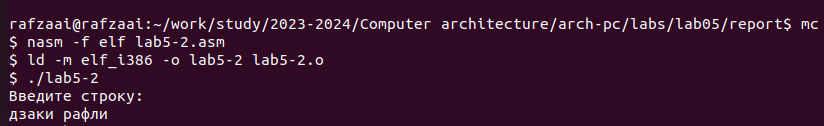 rafzaai@rafzaai:~/work/study/2023-2024/Computer architecture/arch-pc/labs/lab05/report$ mc
$ nasm -f elf lab5-2.asm
$ ld -m elf_i386 -o lab5-2 lab5-2.o
$ ./lab5-2
Введите строку:
дзаки рафли